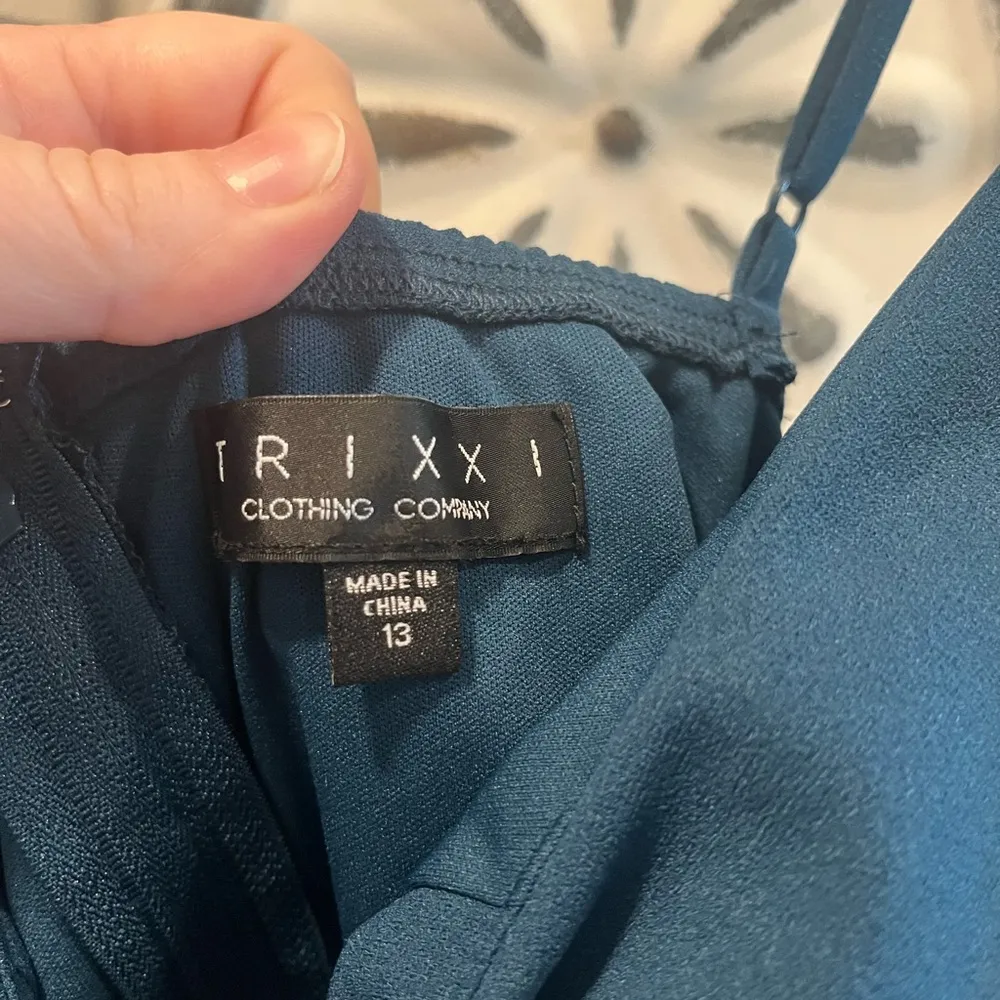 TRIXXI
CLOTHING COMPANY
MADE IN
CHINA
13